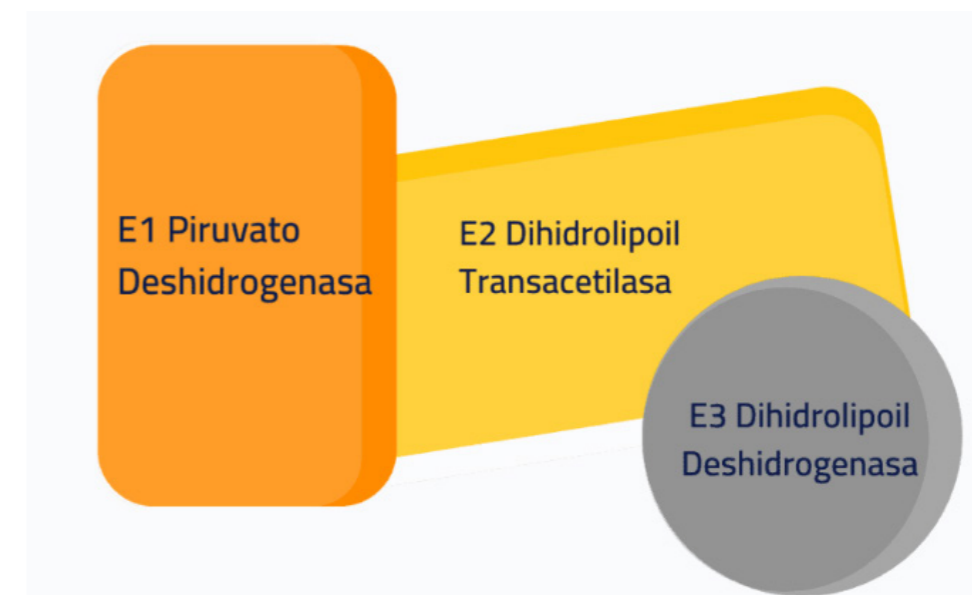 E1 Piruvato
Deshidrogenasa
E2 Dihidrolipoil
Transacetilasa
E3 Dihidrolipoil
Deshidrogenasa